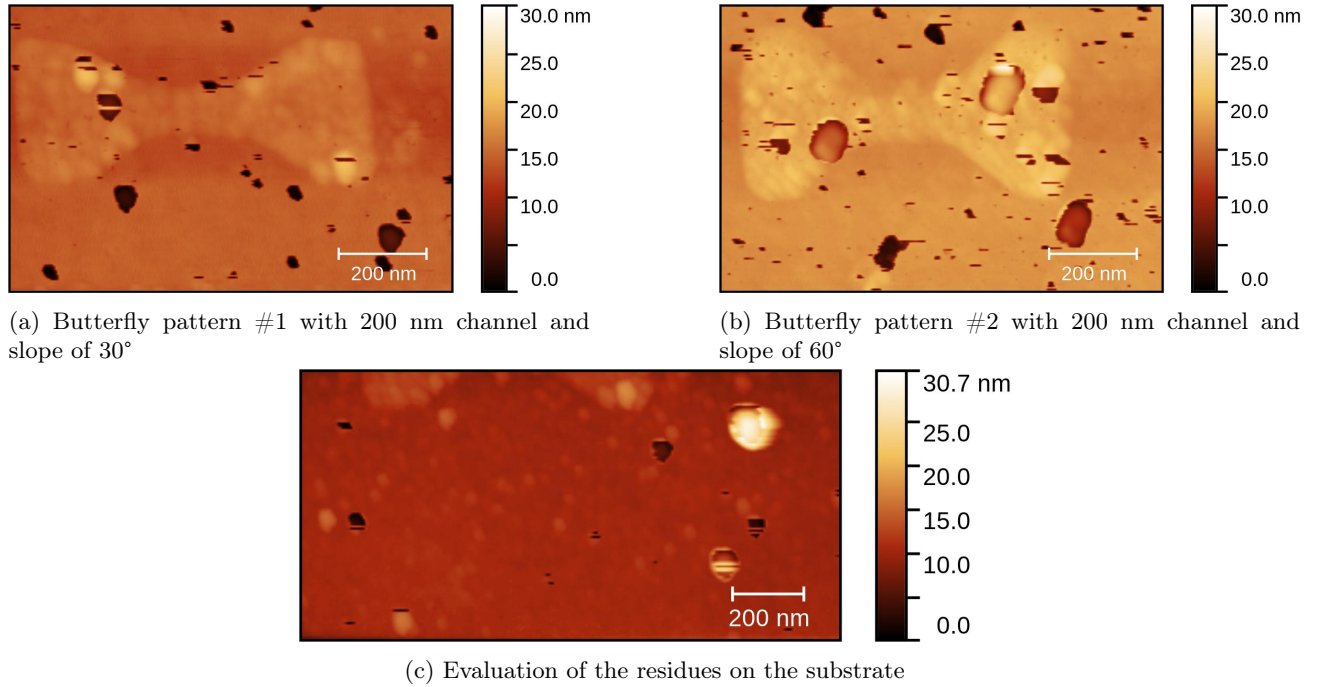 30.0 nm
25.0
20.0
15.0
10.0
0.0
200 nm
30.0 nm
25.0
20.0
15.0
10.0
0.0
200 nm
(a) Butterfly pattern #1 with 200 nm channel and
slope of 30°
(b) Butterfly pattern #2 with 200 nm channel and
slope of 60°
30.7 nm
25.0
20.0
15.0
10.0
0.0
200 nm
(c) Evaluation of the residues on the substrate